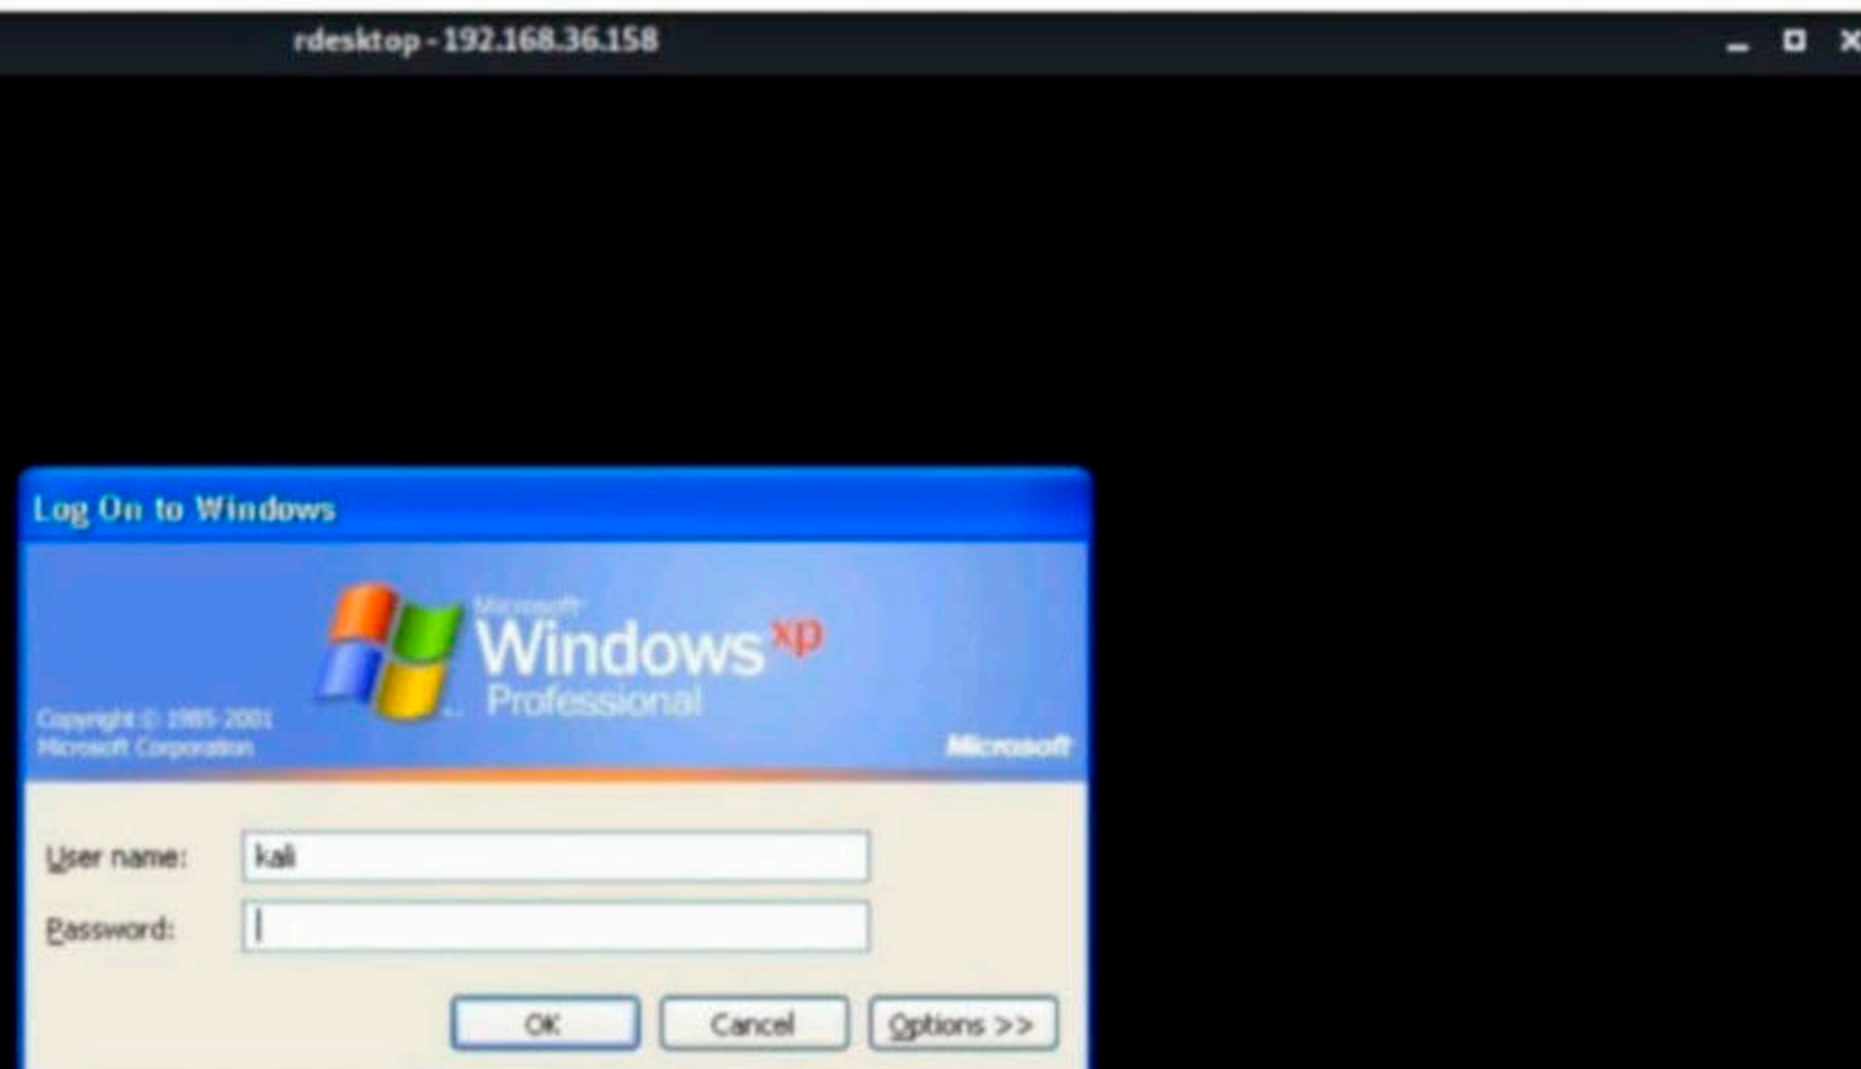 rdesktop - 192.168.36.158
Log On to Windows
Microsoft
Windows xp
Professional
Copyright © 1985-2001
Microsoft Corporation
Microsoft
User name: kali
Password:
OK Cancel Options >>